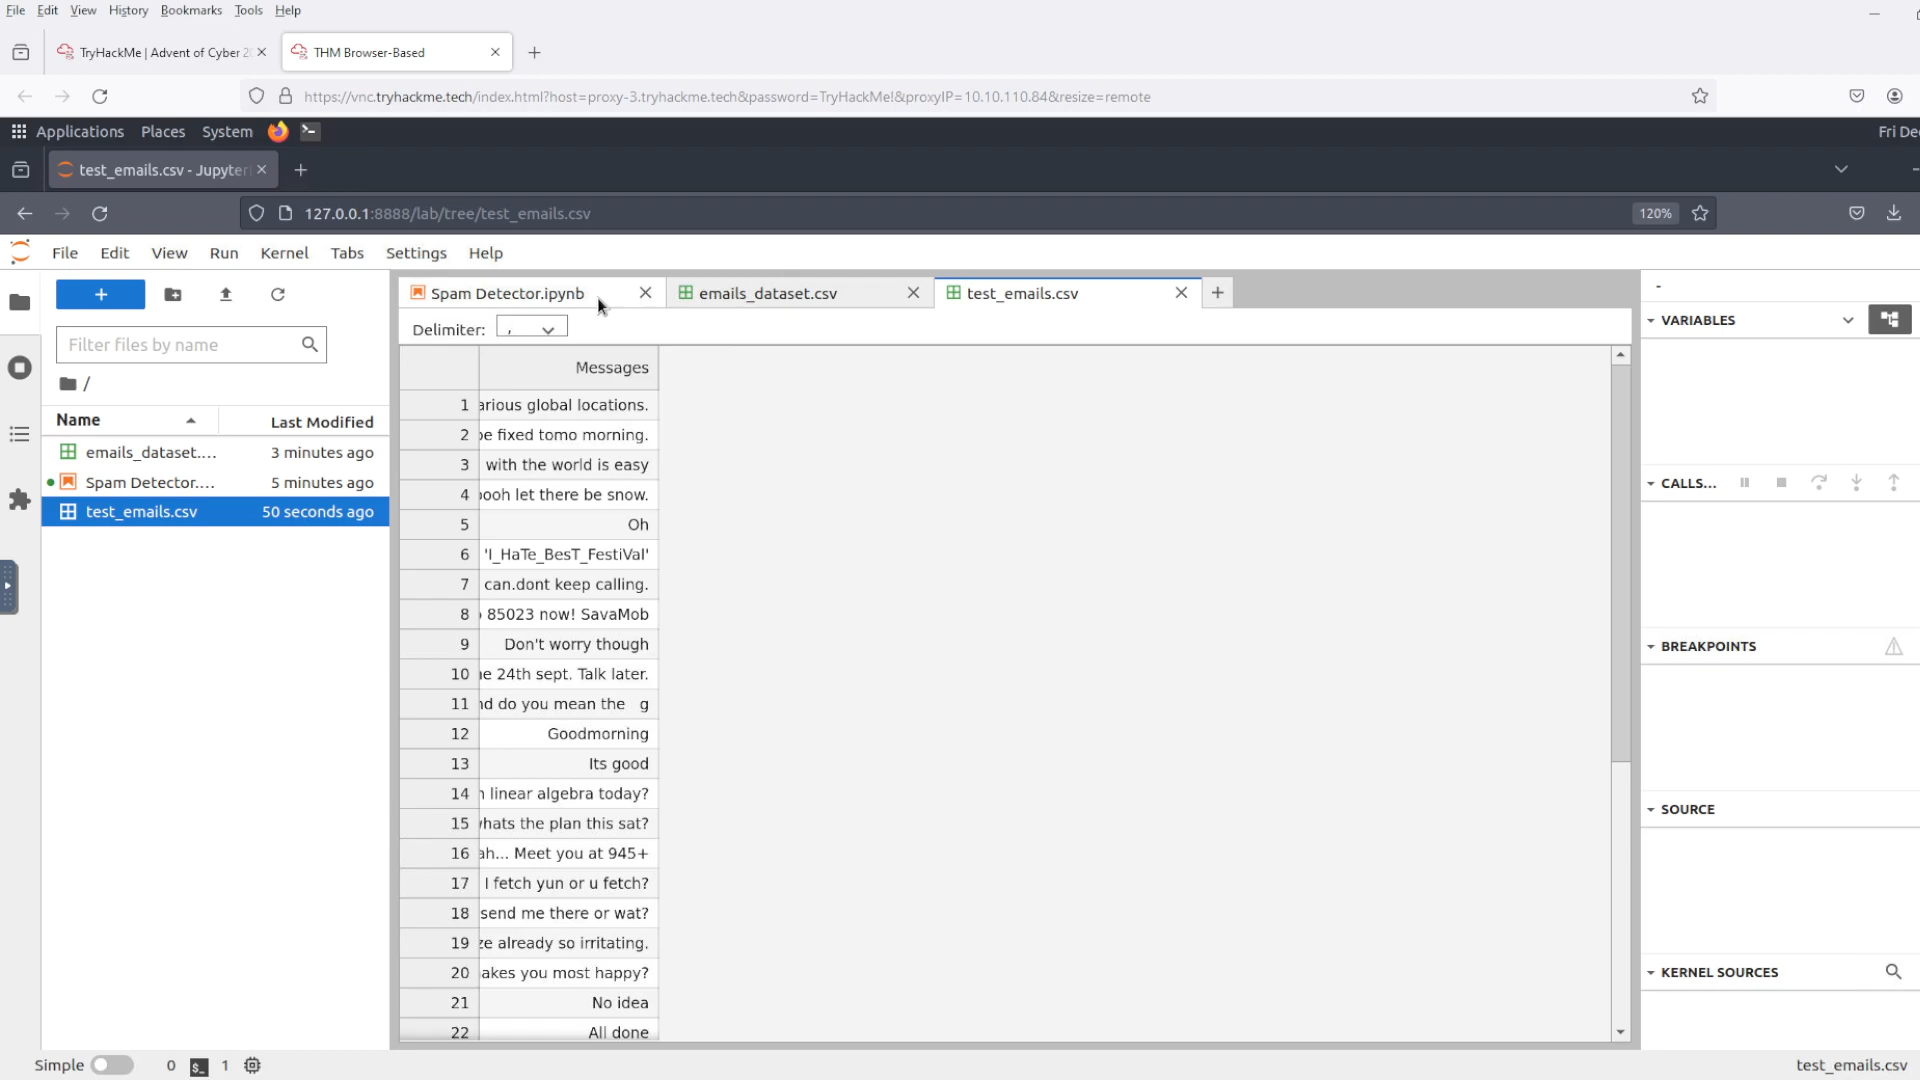 File Edit View History Bookmarks Tools Help
TryHackMe | Advent of Cyber 2
THM Browser-Based
https://vnc.tryhackme.tech/index.html?host=proxy-3.tryhackme.tech&password=TryHackMe!&proxyIP=10.10.110.84&resize=remote
Applications Places System
Fri Dec
test_emails.csv - Jupyter
127.0.0.1:8888/lab/tree/test_emails.csv
120%
File Edit View Run Kernel Tabs Settings Help
Spam Detector.ipynb
emails_dataset.csv
test_emails.csv
Filter files by name
/
Name Last Modified
emails_dataset.... 3 minutes ago
Spam Detector.... 5 minutes ago
test_emails.csv 50 seconds ago
Delimiter: ,
Messages
1 arious global locations.
2 be fixed tomo morning.
3 with the world is easy
4 ooh let there be snow.
5 Oh
6 'I_HaTe_BesT_FestiVal'
7 can.dont keep calling.
8 85023 now! SavaMob
9 Don't worry though
10 e 24th sept. Talk later.
11 nd do you mean the g
12 Goodmorning
13 Its good
14 linear algebra today?
15 hats the plan this sat?
16 ah... Meet you at 945+
17 I fetch yun or u fetch?
18 send me there or wat?
19 ze already so irritating.
20 akes you most happy?
21 No idea
22 All done
-
VARIABLES
CALLS...
BREAKPOINTS
SOURCE
KERNEL SOURCES
Simple 0 $_ 1
test_emails.csv